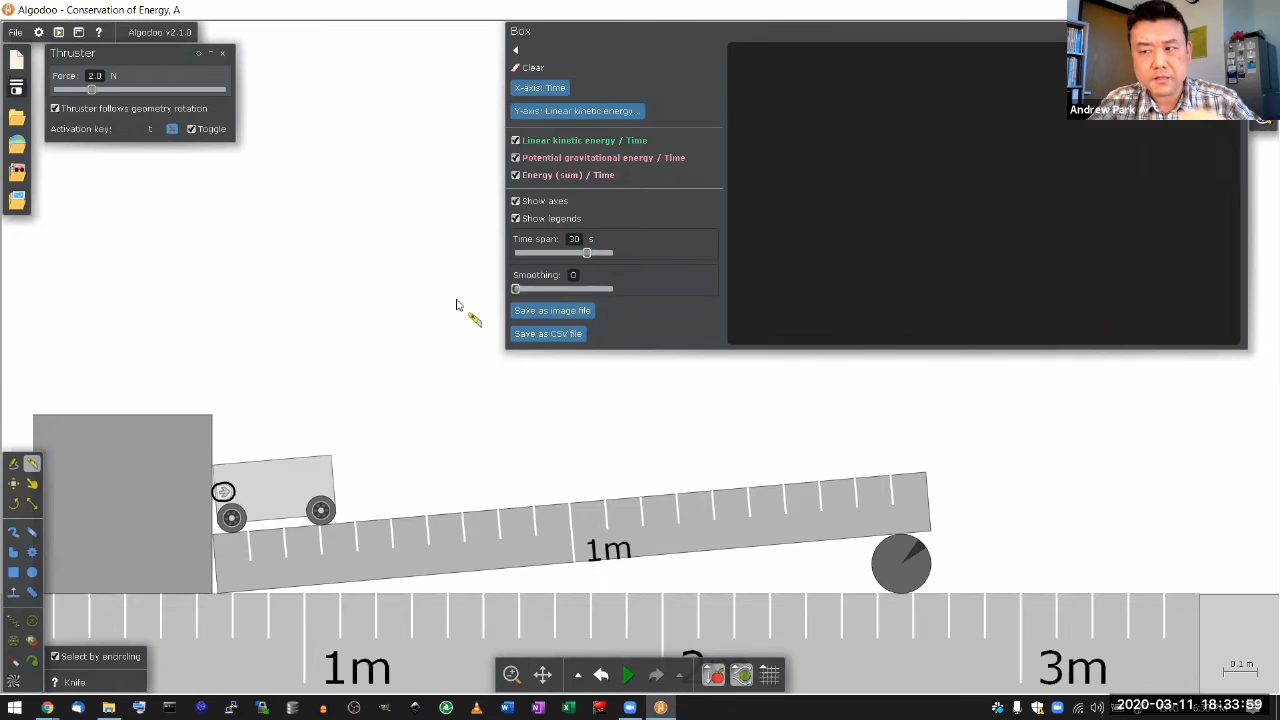 Algodoo - Conservation of Energy, A
File
?
Algodoo v2.1.0
Thruster
Force: 2.0 N
Thruster follows geometry rotation
Activation key: t
Toggle
Box
Clear
X-axis: Time
Y-axis: Linear kinetic energy...
Linear kinetic energy / Time
Potential gravitational energy / Time
Energy (sum) / Time
Show axes
Show legends
Time span: 30 s
Smoothing: 0
Save as image file
Save as CSV file
Andrew Park
1m
1m
3m
Select by encircling
? Knife
0.1 m
2020-03-11 18:33:59